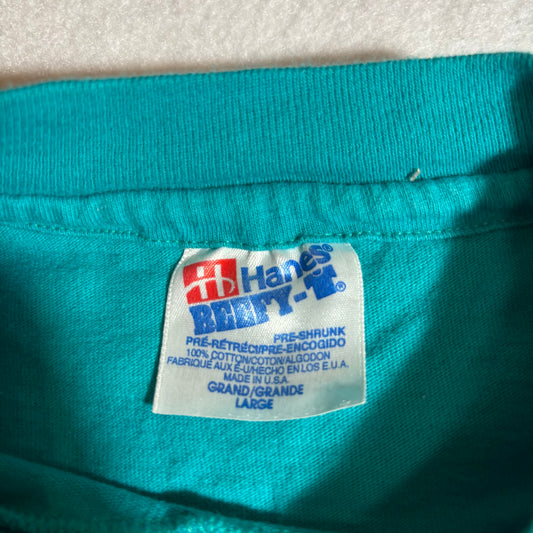 H Hanes®
BEEFY-T®
PRE-SHRUNK
PRÉ-RÉTRÉCI/PRE-ENCOGIDO
100% COTTON/COTON/ALGODON
FABRIQUÉ AUX É-U/HECHO EN LOS E.U.A.
MADE IN U.S.A.
GRAND/GRANDE
LARGE